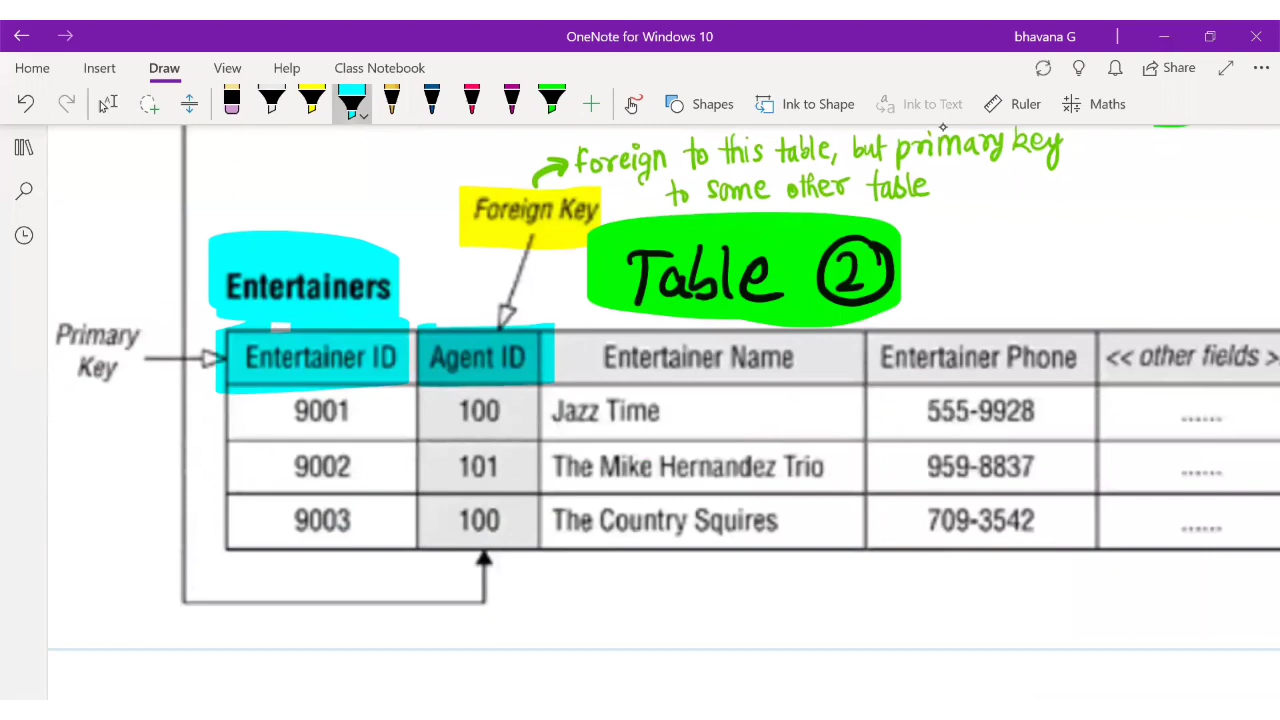 OneNote for Windows 10
bhavana G
Home Insert Draw View Help Class Notebook
Share
Shapes Ink to Shape Ink to Text Ruler Maths
foreign to this table, but primary key
to some other table
Foreign Key
Table 2
Entertainers
Primary Key
Entertainer ID Agent ID Entertainer Name Entertainer Phone << other fields >
9001 100 Jazz Time 555-9928 ......
9002 101 The Mike Hernandez Trio 959-8837 ......
9003 100 The Country Squires 709-3542 ......